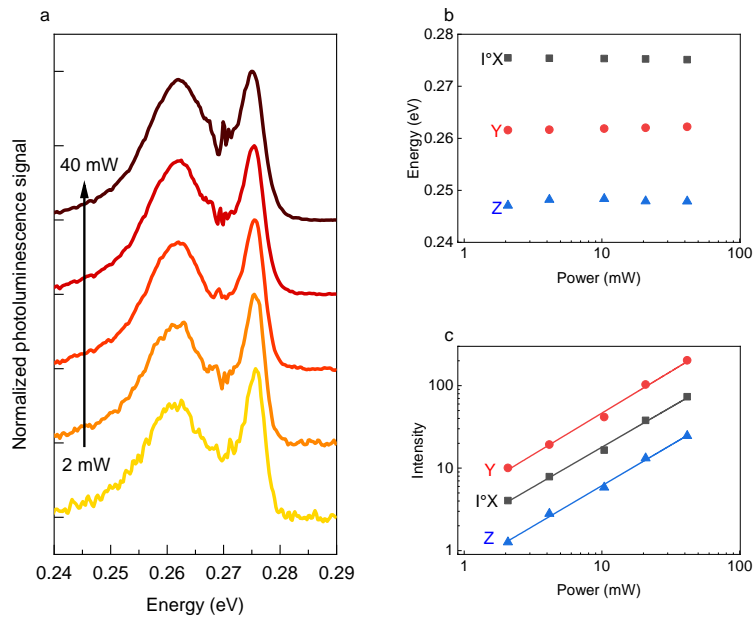 a
Normalized photoluminescence signal
40 mW
2 mW
0.24 0.25 0.26 0.27 0.28 0.29
Energy (eV)
b
Energy (eV)
0.28
0.27
0.26
0.25
0.24
I°X
Y
Z
1 10 100
Power (mW)
c
Intensity
100
10
1
Y
I°X
Z
1 10 100
Power (mW)